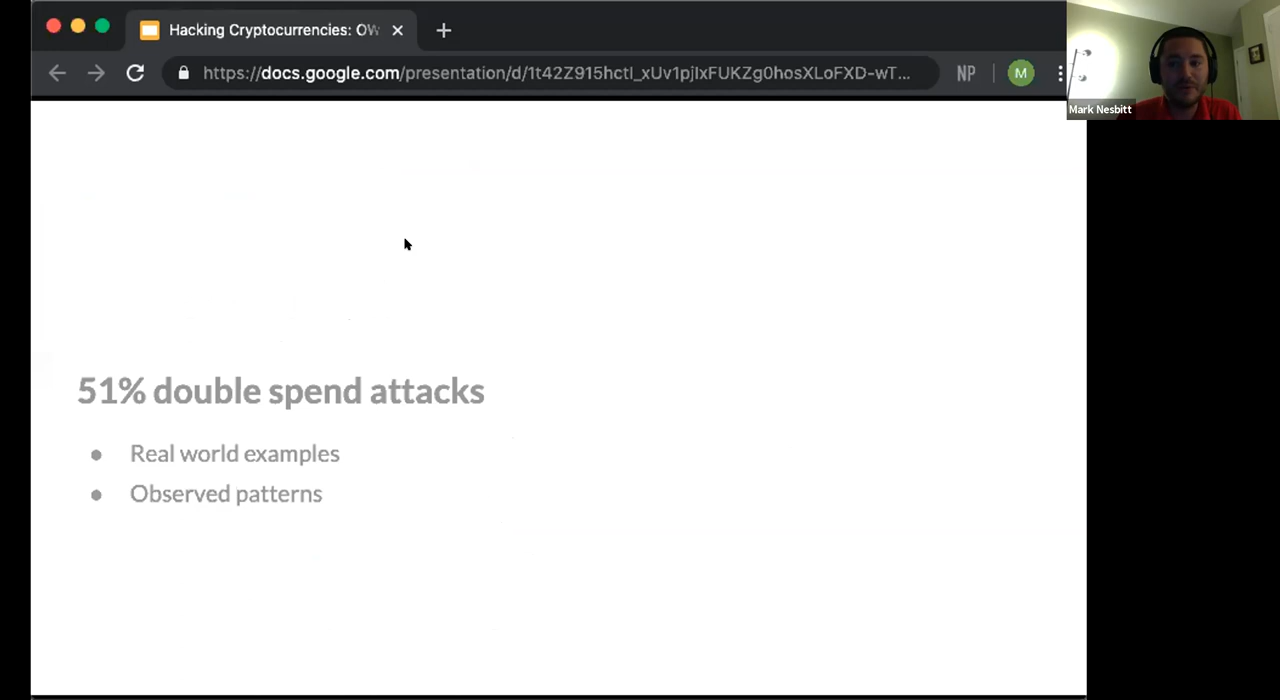 Hacking Cryptocurrencies: OW
https://docs.google.com/presentation/d/1t42Z915hctI_xUv1pjIxFUKZg0hosXLoFXD-wT...
NP
M
Mark Nesbitt
51% double spend attacks
Real world examples
Observed patterns